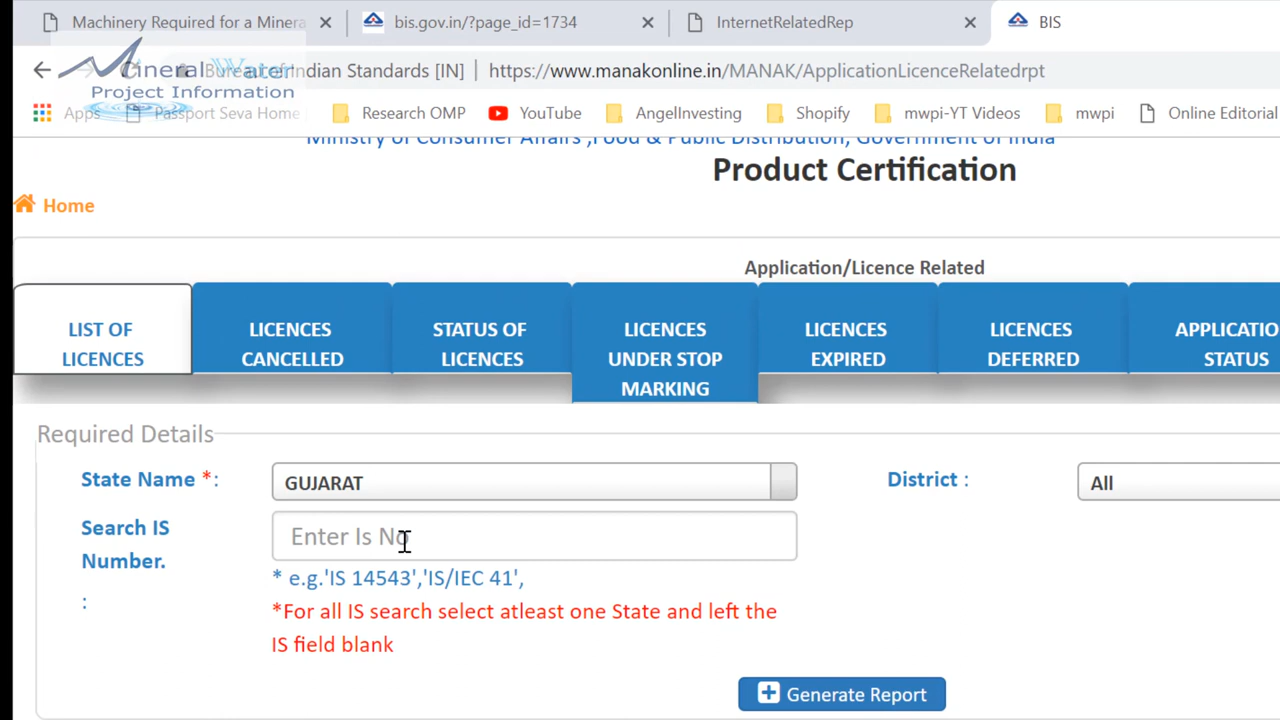 Machinery Required for a Minera
bis.gov.in/?page_id=1734
InternetRelatedRep
BIS
Mineral Water
Project Information
Bureau of Indian Standards [IN] | https://www.manakonline.in/MANAK/ApplicationLicenceRelatedrpt
Apps Passport Seva Home Research OMP YouTube AngelInvesting Shopify mwpi-YT Videos mwpi Online Editorial
Ministry of Consumer Affairs ,Food & Public Distribution, Government of India
Product Certification
Home
Application/Licence Related
LIST OF LICENCES
LICENCES CANCELLED
STATUS OF LICENCES
LICENCES UNDER STOP MARKING
LICENCES EXPIRED
LICENCES DEFERRED
APPLICATIO STATUS
Required Details
State Name *: GUJARAT District : All
Search IS Number. : Enter Is No
* e.g.'IS 14543','IS/IEC 41',
*For all IS search select atleast one State and left the
IS field blank
Generate Report